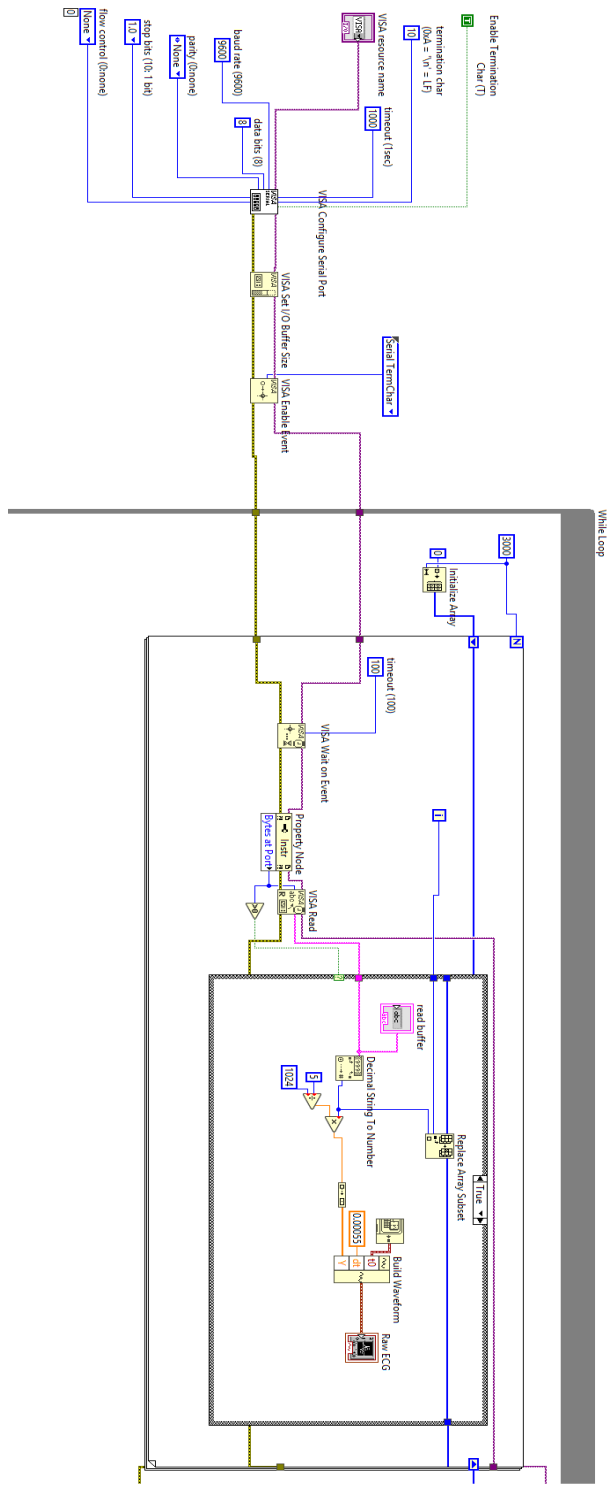 Enable Termination
Char (T)
T
termination char
(0xA = '\n' = LF)
10
VISA resource name
timeout (1sec)
1000
baud rate (9600)
9600
data bits (8)
8
parity (0:none)
None
stop bits (10: 1 bit)
1.0
flow control (0:none)
None
0
VISA Configure Serial Port
VISA Set I/O Buffer Size
VISA Enable Event
Serial TermChar
While Loop
3000
0
Initialize Array
N
timeout (100)
100
VISA Wait on Event
i
Property Node
Instr
Bytes at Port
VISA Read
abc
R
read buffer
abc
Decimal String To Number
5
1024
Replace Array Subset
True
0.00055
Build Waveform
t0
dt
Y
Raw ECG